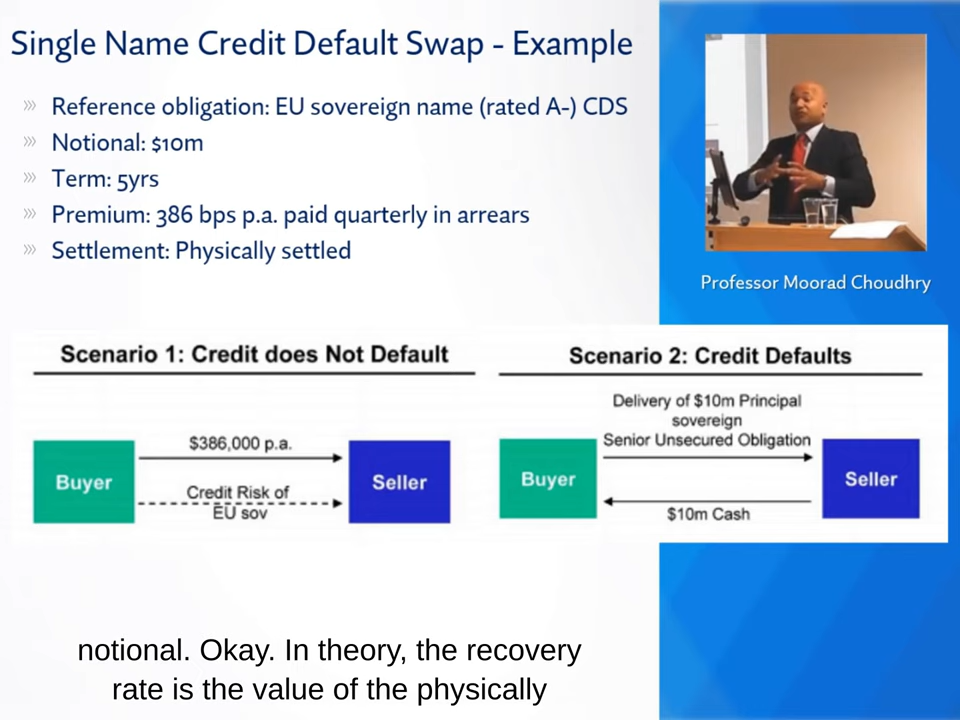 Single Name Credit Default Swap - Example
Reference obligation: EU sovereign name (rated A-) CDS
Notional: $10m
Term: 5yrs
Premium: 386 bps p.a. paid quarterly in arrears
Settlement: Physically settled
Professor Moorad Choudhry
Scenario 1: Credit does Not Default
Buyer
$386,000 p.a.
Credit Risk of
EU sov
Seller
Scenario 2: Credit Defaults
Delivery of $10m Principal
sovereign
Senior Unsecured Obligation
Buyer
Seller
$10m Cash
notional. Okay. In theory, the recovery
rate is the value of the physically